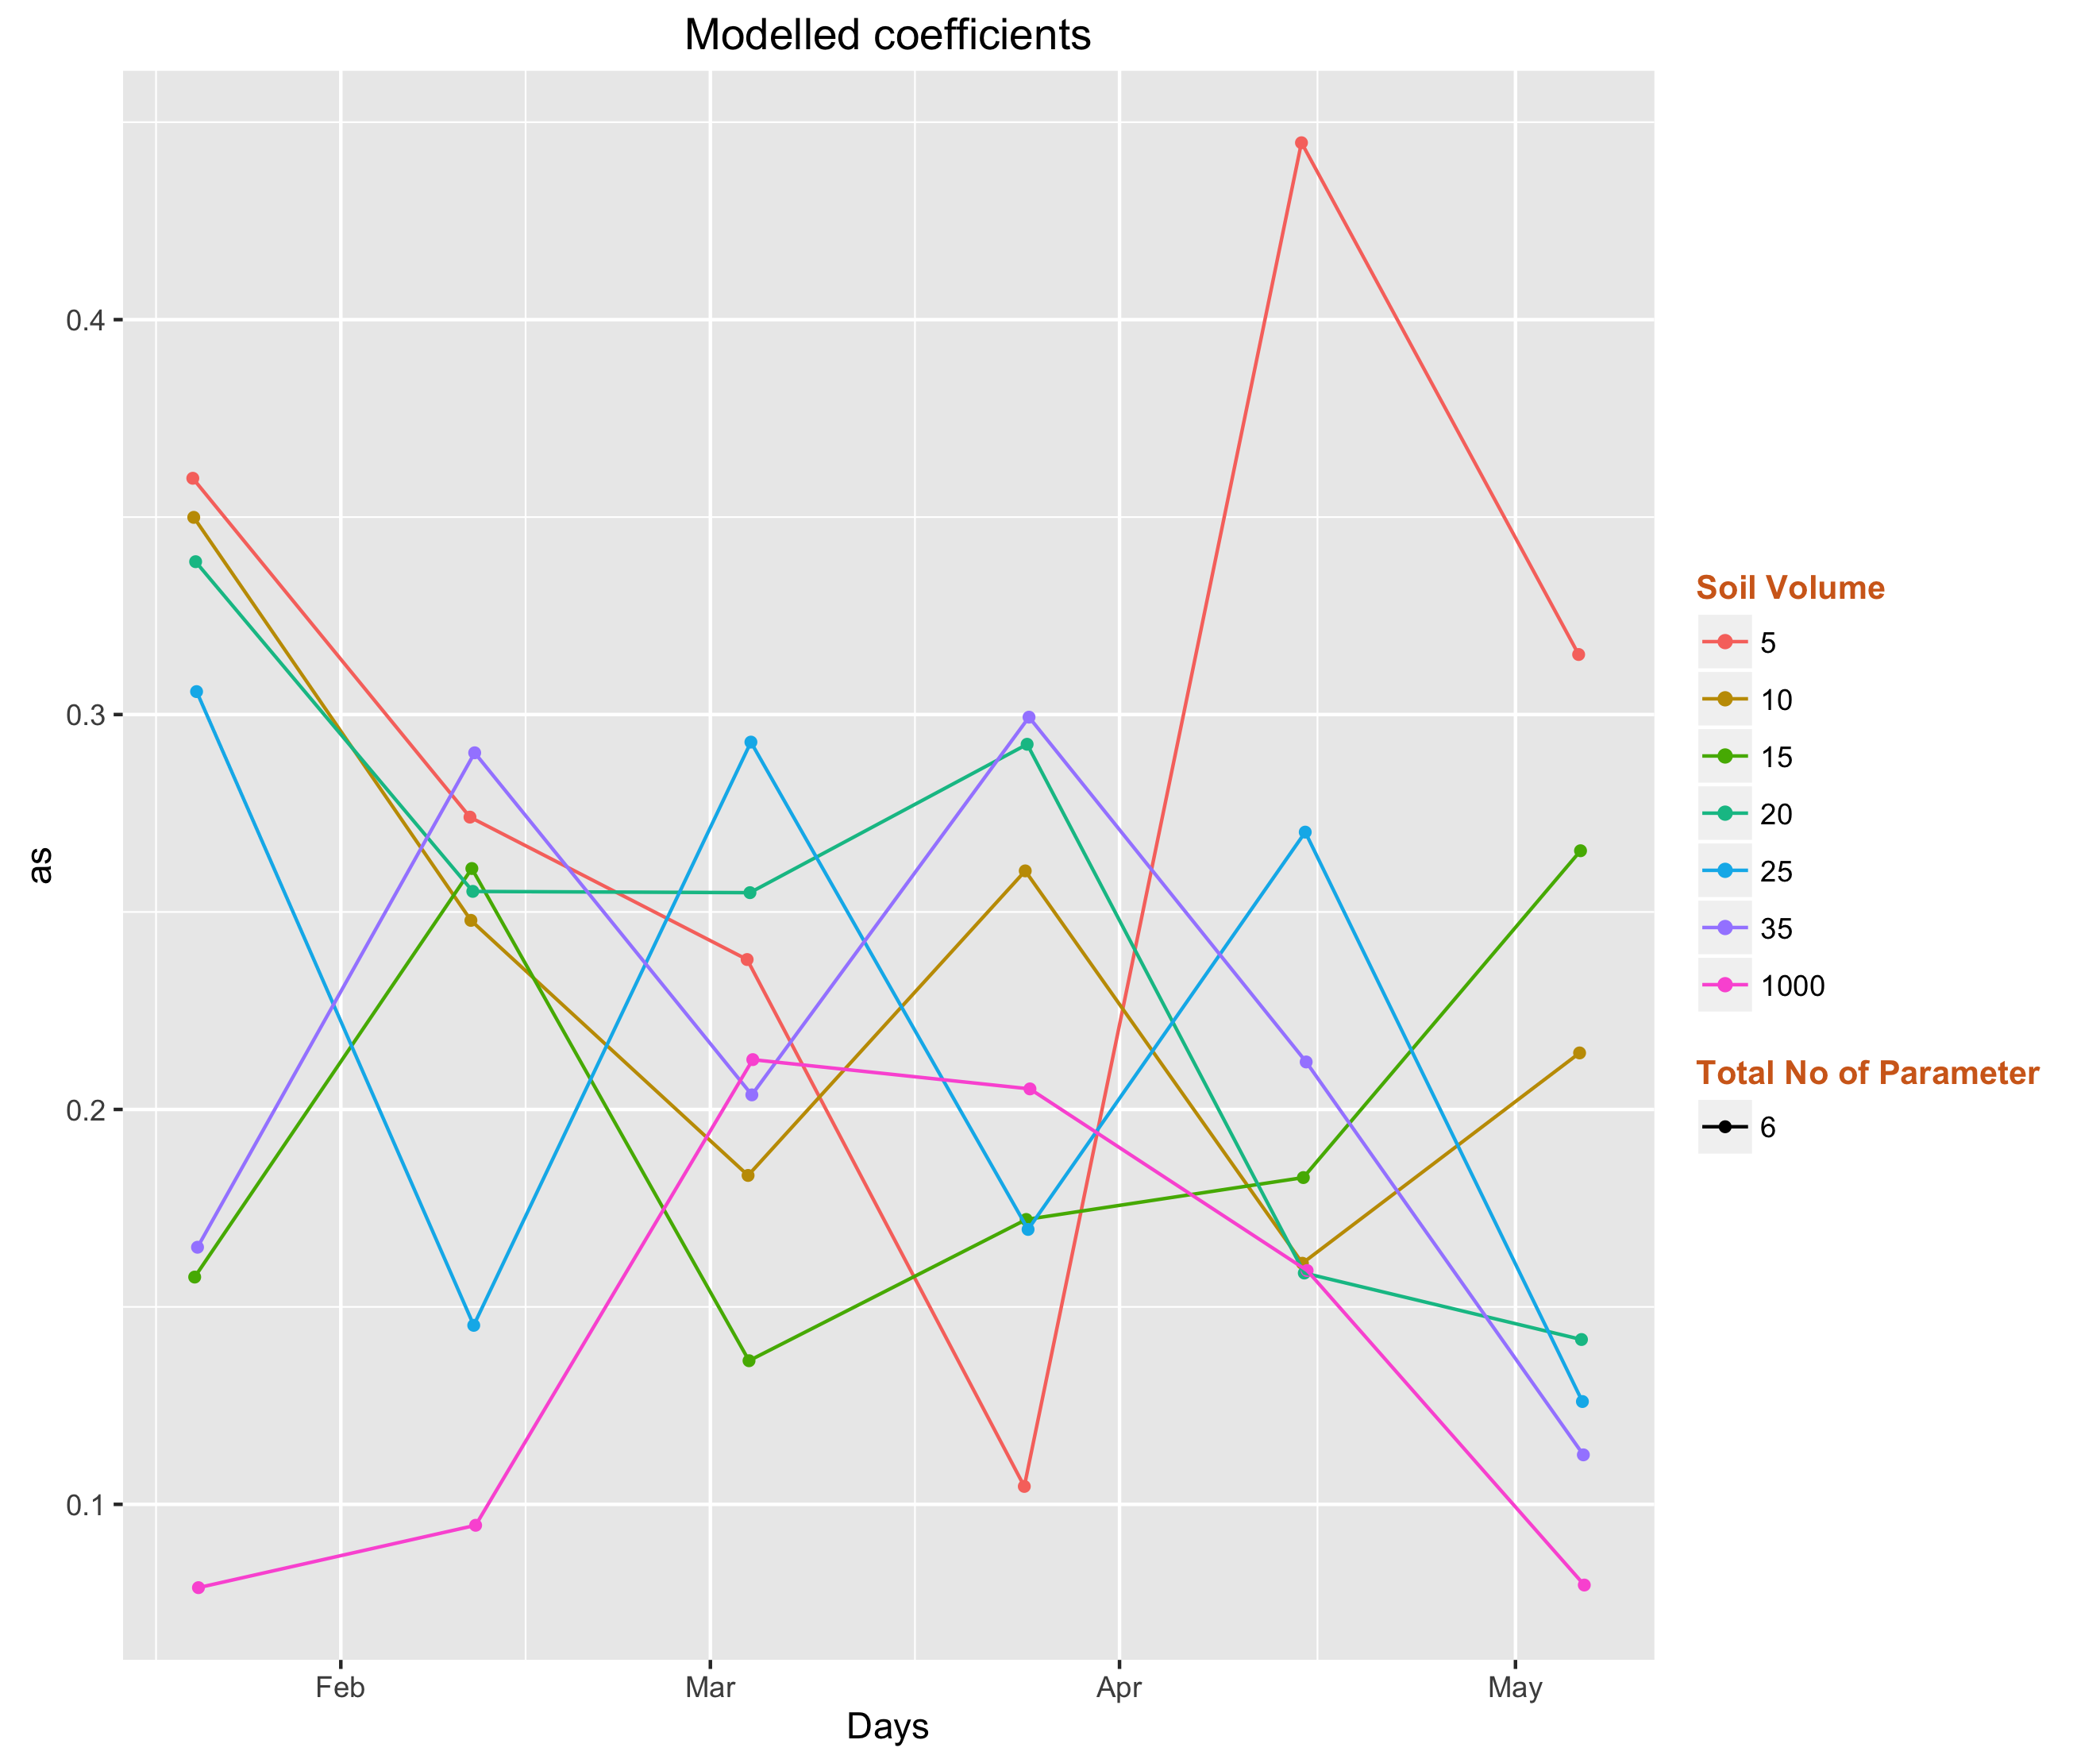 Modelled coefficients
0.4
0.3
0.2
0.1
as
Feb Mar Apr May
Days
Soil Volume
5
10
15
20
25
35
1000
Total No of Parameter
6